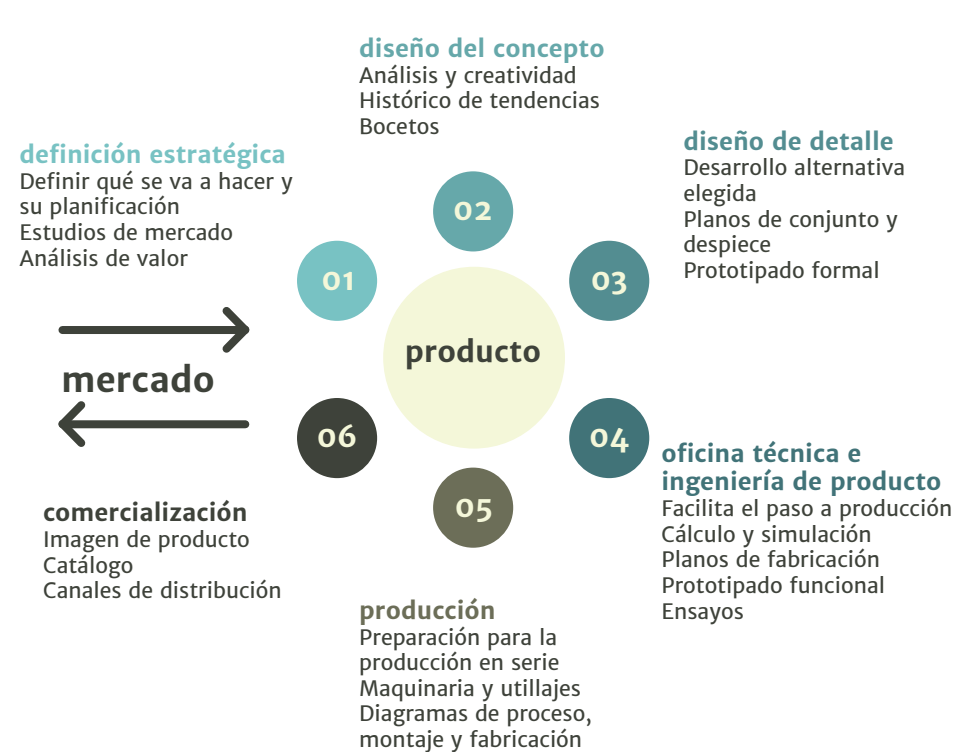 diseño del concepto
Análisis y creatividad
Histórico de tendencias
Bocetos
definición estratégica
Definir qué se va a hacer y
su planificación
Estudios de mercado
Análisis de valor
diseño de detalle
Desarrollo alternativa
elegida
Planos de conjunto y
despiece
Prototipado formal
01
02
03
producto
mercado
04
05
06
oficina técnica e
ingeniería de producto
Facilita el paso a producción
Cálculo y simulación
Planos de fabricación
Prototipado funcional
Ensayos
producción
Preparación para la
producción en serie
Maquinaria y utillajes
Diagramas de proceso,
montaje y fabricación
comercialización
Imagen de producto
Catálogo
Canales de distribución